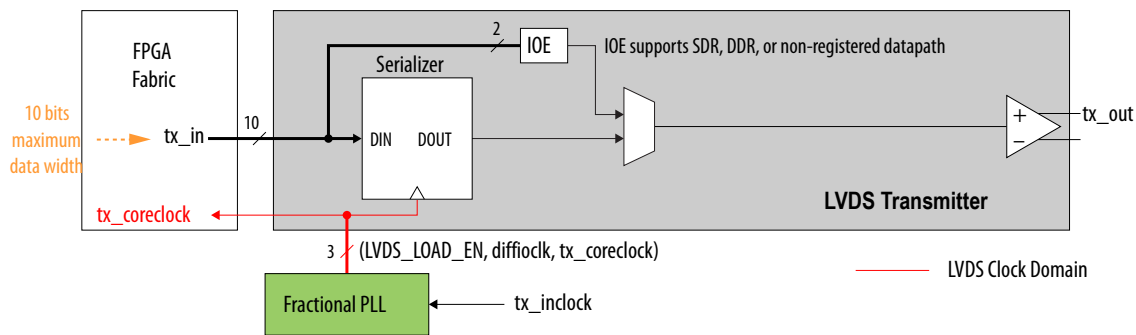 2
IOE
IOE supports SDR, DDR, or non-registered datapath
FPGA
Fabric
Serializer
10 bits
maximum
data width
tx_in
10
DIN
DOUT
+
−
tx_out
tx_coreclock
LVDS Transmitter
3
(LVDS_LOAD_EN, diffioclk, tx_coreclock)
LVDS Clock Domain
Fractional PLL
tx_inclock